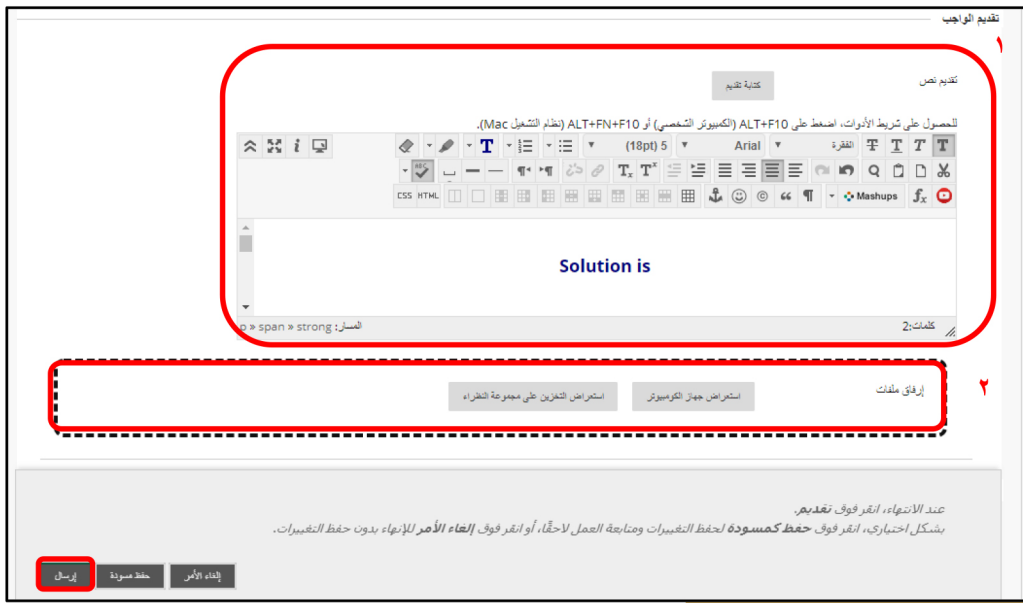 تقديم الواجب
١
تقديم نص
كتابة تقديم
للحصول على شريط الأدوات، اضغط على ALT+F10 (الكمبيوتر الشخصي) أو ALT+FN+F10 (نظام التشغيل Mac).
T T T T الفقرة Arial 5 (18pt) T i
T× Tₓ ¶ ¶ ABC
fx Mashups ¶ “ © HTML CSS
Solution is
كلمات:2 المسار: p » span » strong
٢
إرفاق ملفات استعراض جهاز الكومبيوتر استعراض التخزين على مجموعة النظراء
عند الانتهاء، انقر فوق تقديم.
بشكل اختياري، انقر فوق حفظ كمسودة لحفظ التغييرات ومتابعة العمل لاحقًا، أو انقر فوق إلغاء الأمر للإنهاء بدون حفظ التغييرات.
إلغاء الأمر حفظ مسودة إرسال